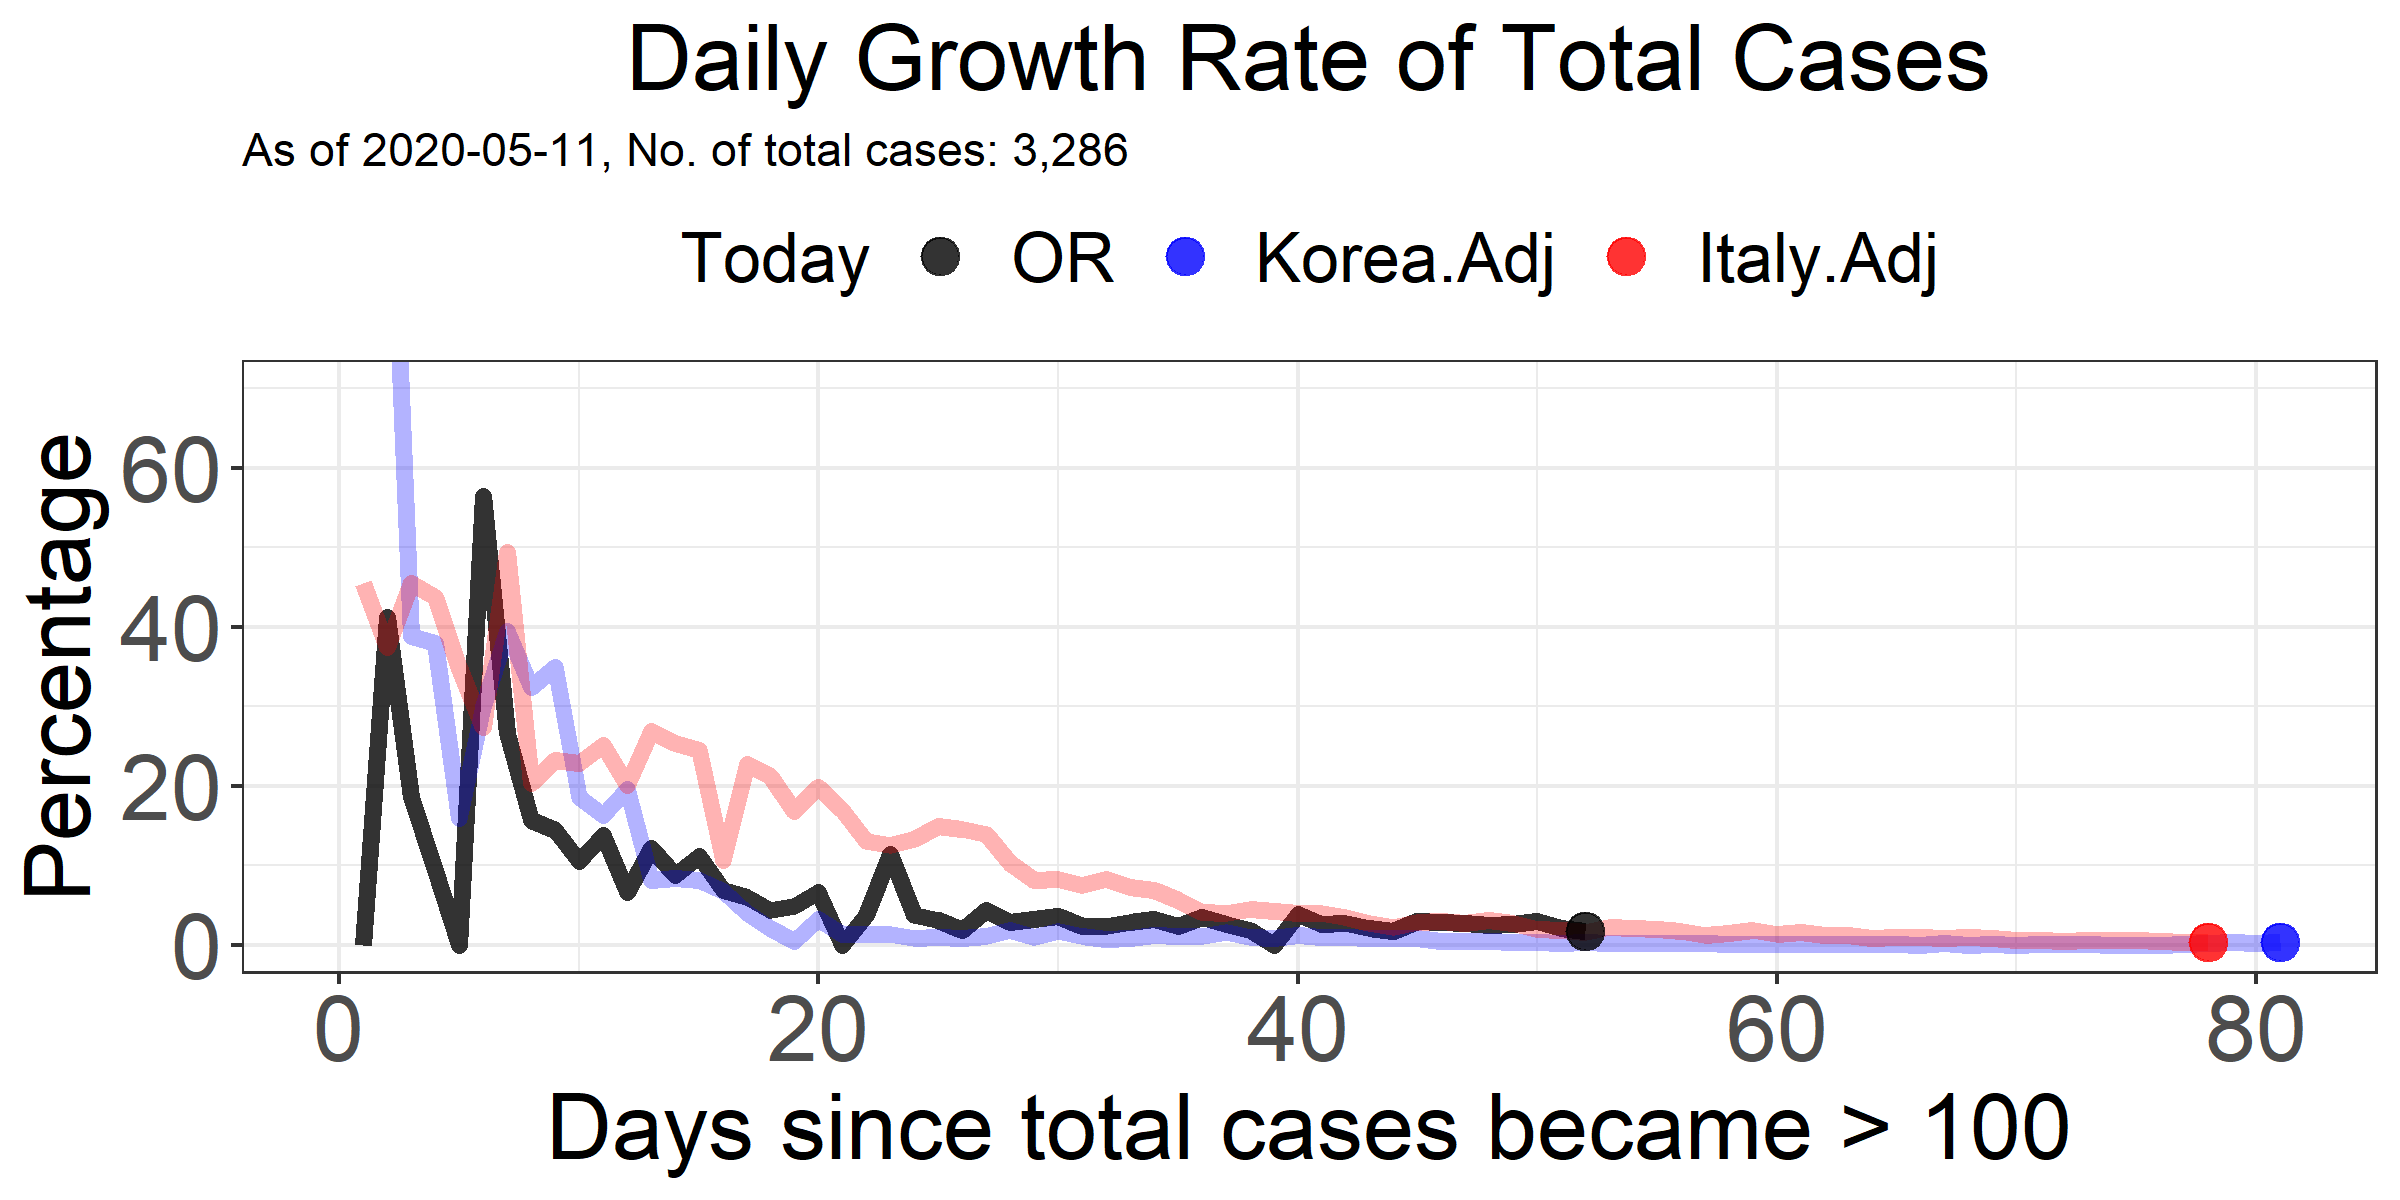 Daily Growth Rate of Total Cases
As of 2020-05-11, No. of total cases: 3,286
Today OR Korea.Adj Italy.Adj
Percentage
60
40
20
0
0 20 40 60 80
Days since total cases became > 100